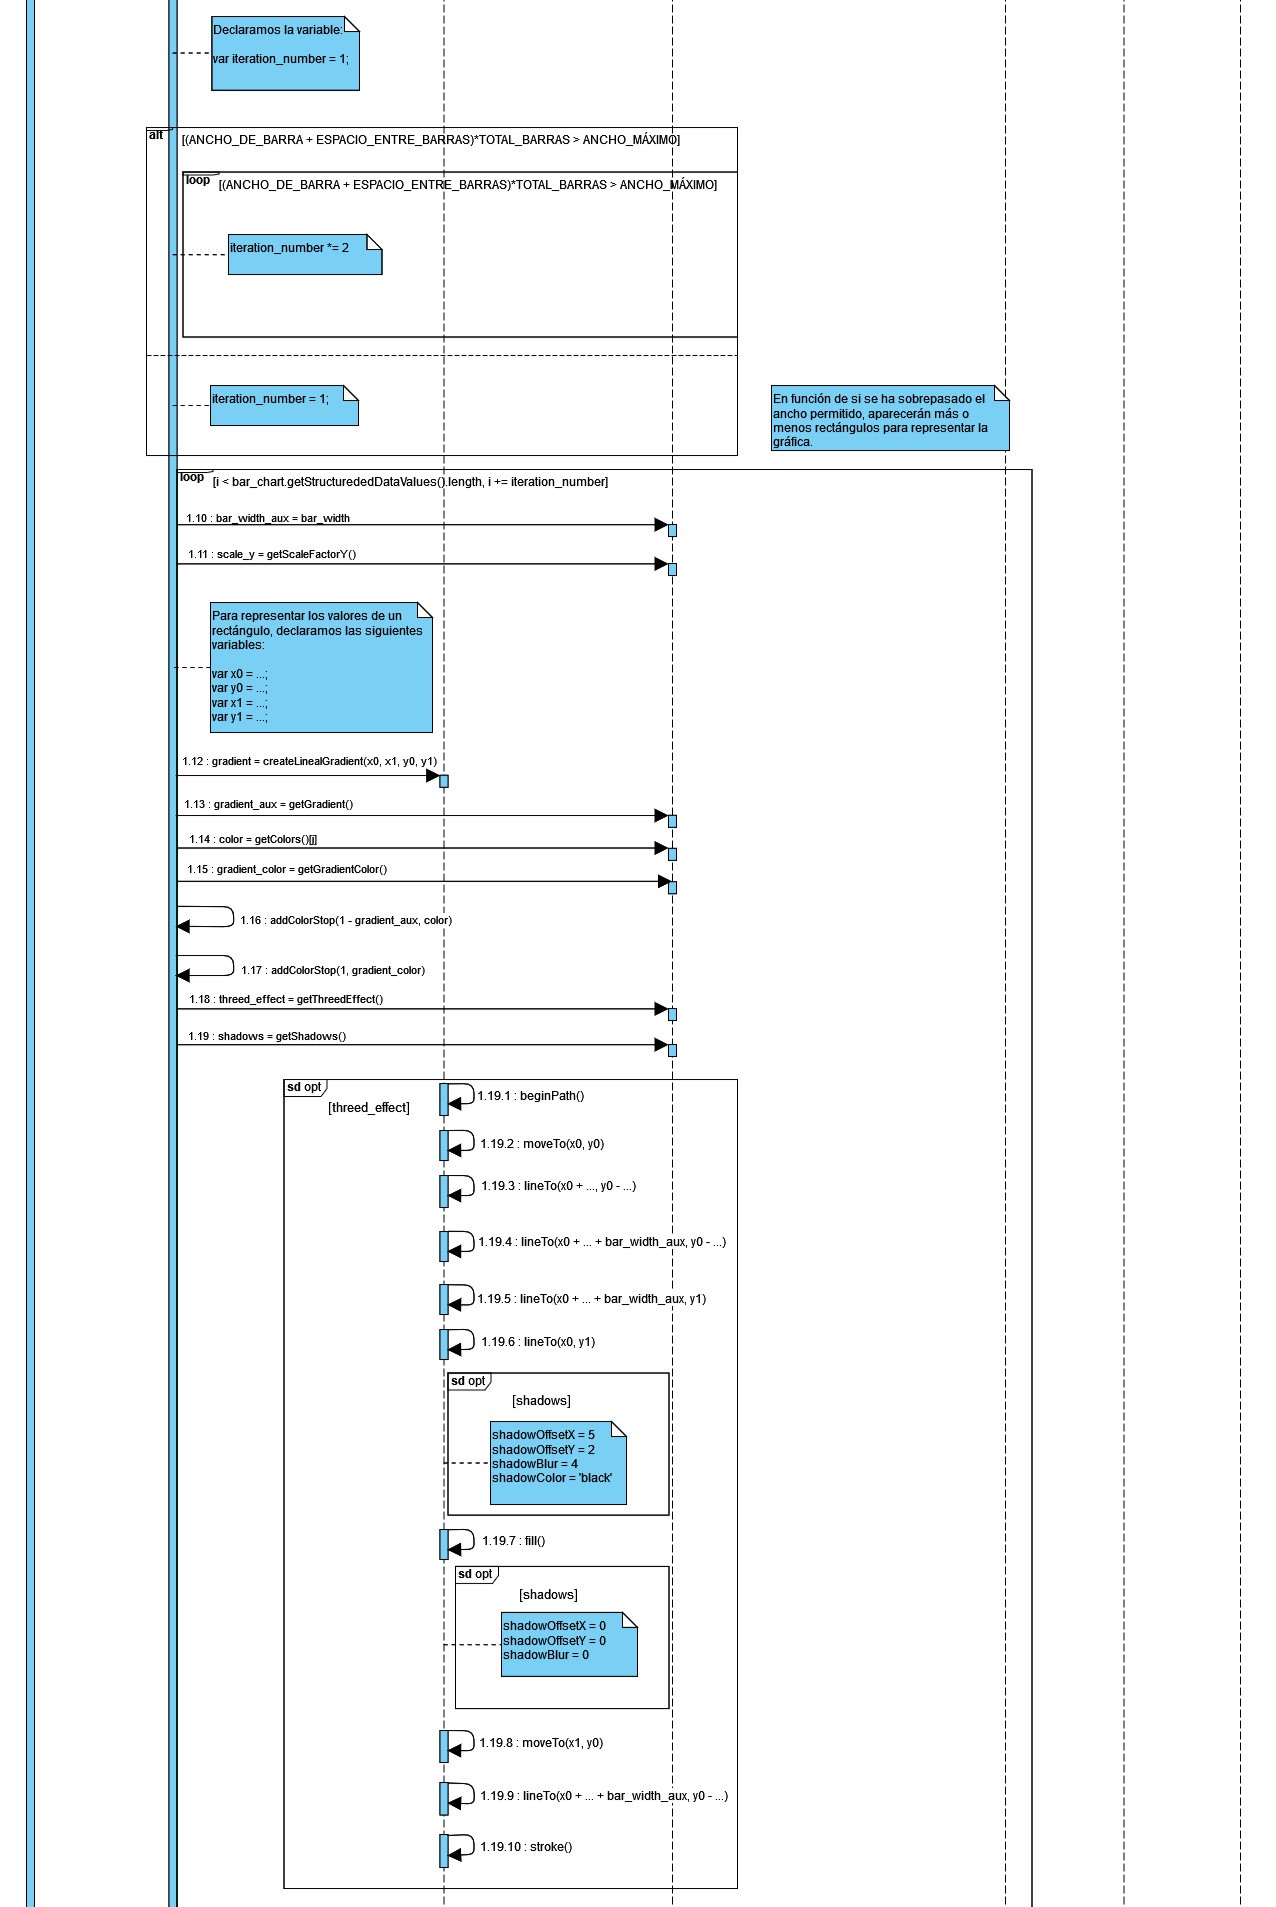 Declaramos la variable:
var iteration_number = 1;
alt
[(ANCHO_DE_BARRA + ESPACIO_ENTRE_BARRAS)*TOTAL_BARRAS > ANCHO_MÁXIMO]
loop
[(ANCHO_DE_BARRA + ESPACIO_ENTRE_BARRAS)*TOTAL_BARRAS > ANCHO_MÁXIMO]
iteration_number *= 2
iteration_number = 1;
En función de si se ha sobrepasado el
ancho permitido, aparecerán más o
menos rectángulos para representar la
gráfica.
loop
[i < bar_chart.getStructurededDataValues().length, i += iteration_number]
1.10 : bar_width_aux = bar_width
1.11 : scale_y = getScaleFactorY()
Para representar los valores de un
rectángulo, declaramos las siguientes
variables:
var x0 = ...;
var y0 = ...;
var x1 = ...;
var y1 = ...;
1.12 : gradient = createLinealGradient(x0, x1, y0, y1)
1.13 : gradient_aux = getGradient()
1.14 : color = getColors()[j]
1.15 : gradient_color = getGradientColor()
1.16 : addColorStop(1 - gradient_aux, color)
1.17 : addColorStop(1, gradient_color)
1.18 : threed_effect = getThreedEffect()
1.19 : shadows = getShadows()
sd opt
[threed_effect]
1.19.1 : beginPath()
1.19.2 : moveTo(x0, y0)
1.19.3 : lineTo(x0 + ..., y0 - ...)
1.19.4 : lineTo(x0 + ... + bar_width_aux, y0 - ...)
1.19.5 : lineTo(x0 + ... + bar_width_aux, y1)
1.19.6 : lineTo(x0, y1)
sd opt
[shadows]
shadowOffsetX = 5
shadowOffsetY = 2
shadowBlur = 4
shadowColor = 'black'
1.19.7 : fill()
sd opt
[shadows]
shadowOffsetX = 0
shadowOffsetY = 0
shadowBlur = 0
1.19.8 : moveTo(x1, y0)
1.19.9 : lineTo(x0 + ... + bar_width_aux, y0 - ...)
1.19.10 : stroke()